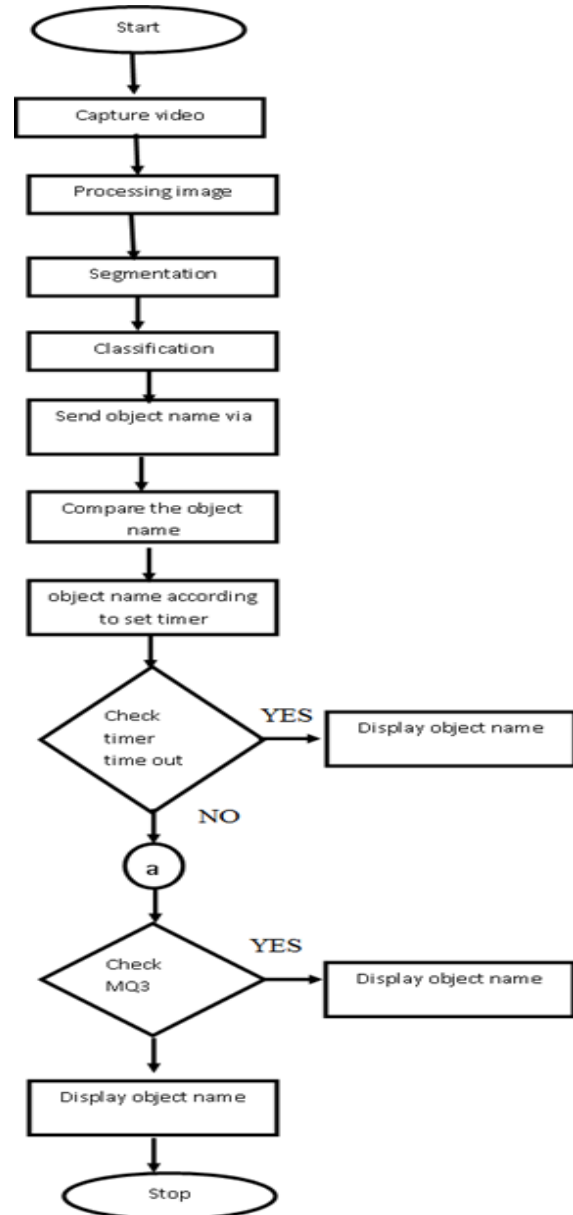 Start
Capture video
Processing image
Segmentation
Classification
Send object name via
Compare the object
name
object name according
to set timer
Check
timer
time out
YES
Display object name
NO
a
Check
MQ3
YES
Display object name
Display object name
Stop